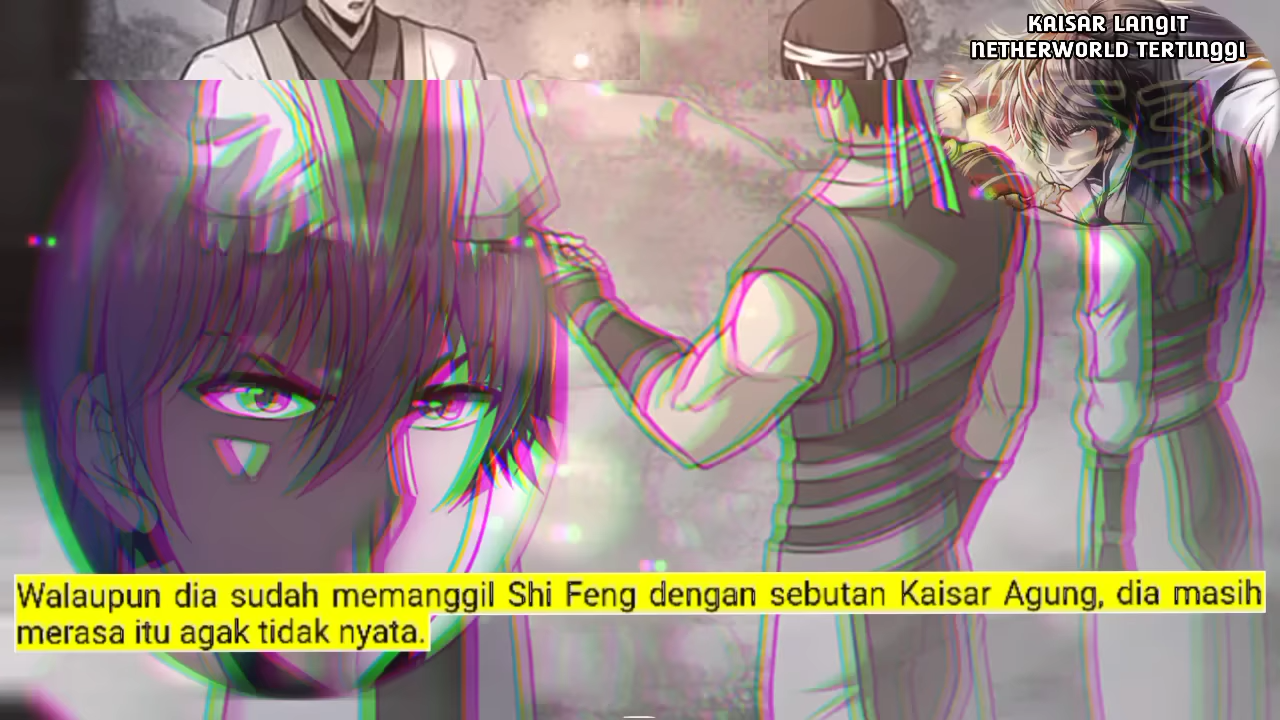 KAISAR LANGIT
NETHERWORLD TERTINGGI
Walaupun dia sudah memanggil Shi Feng dengan sebutan Kaisar Agung, dia masih
merasa itu agak tidak nyata.